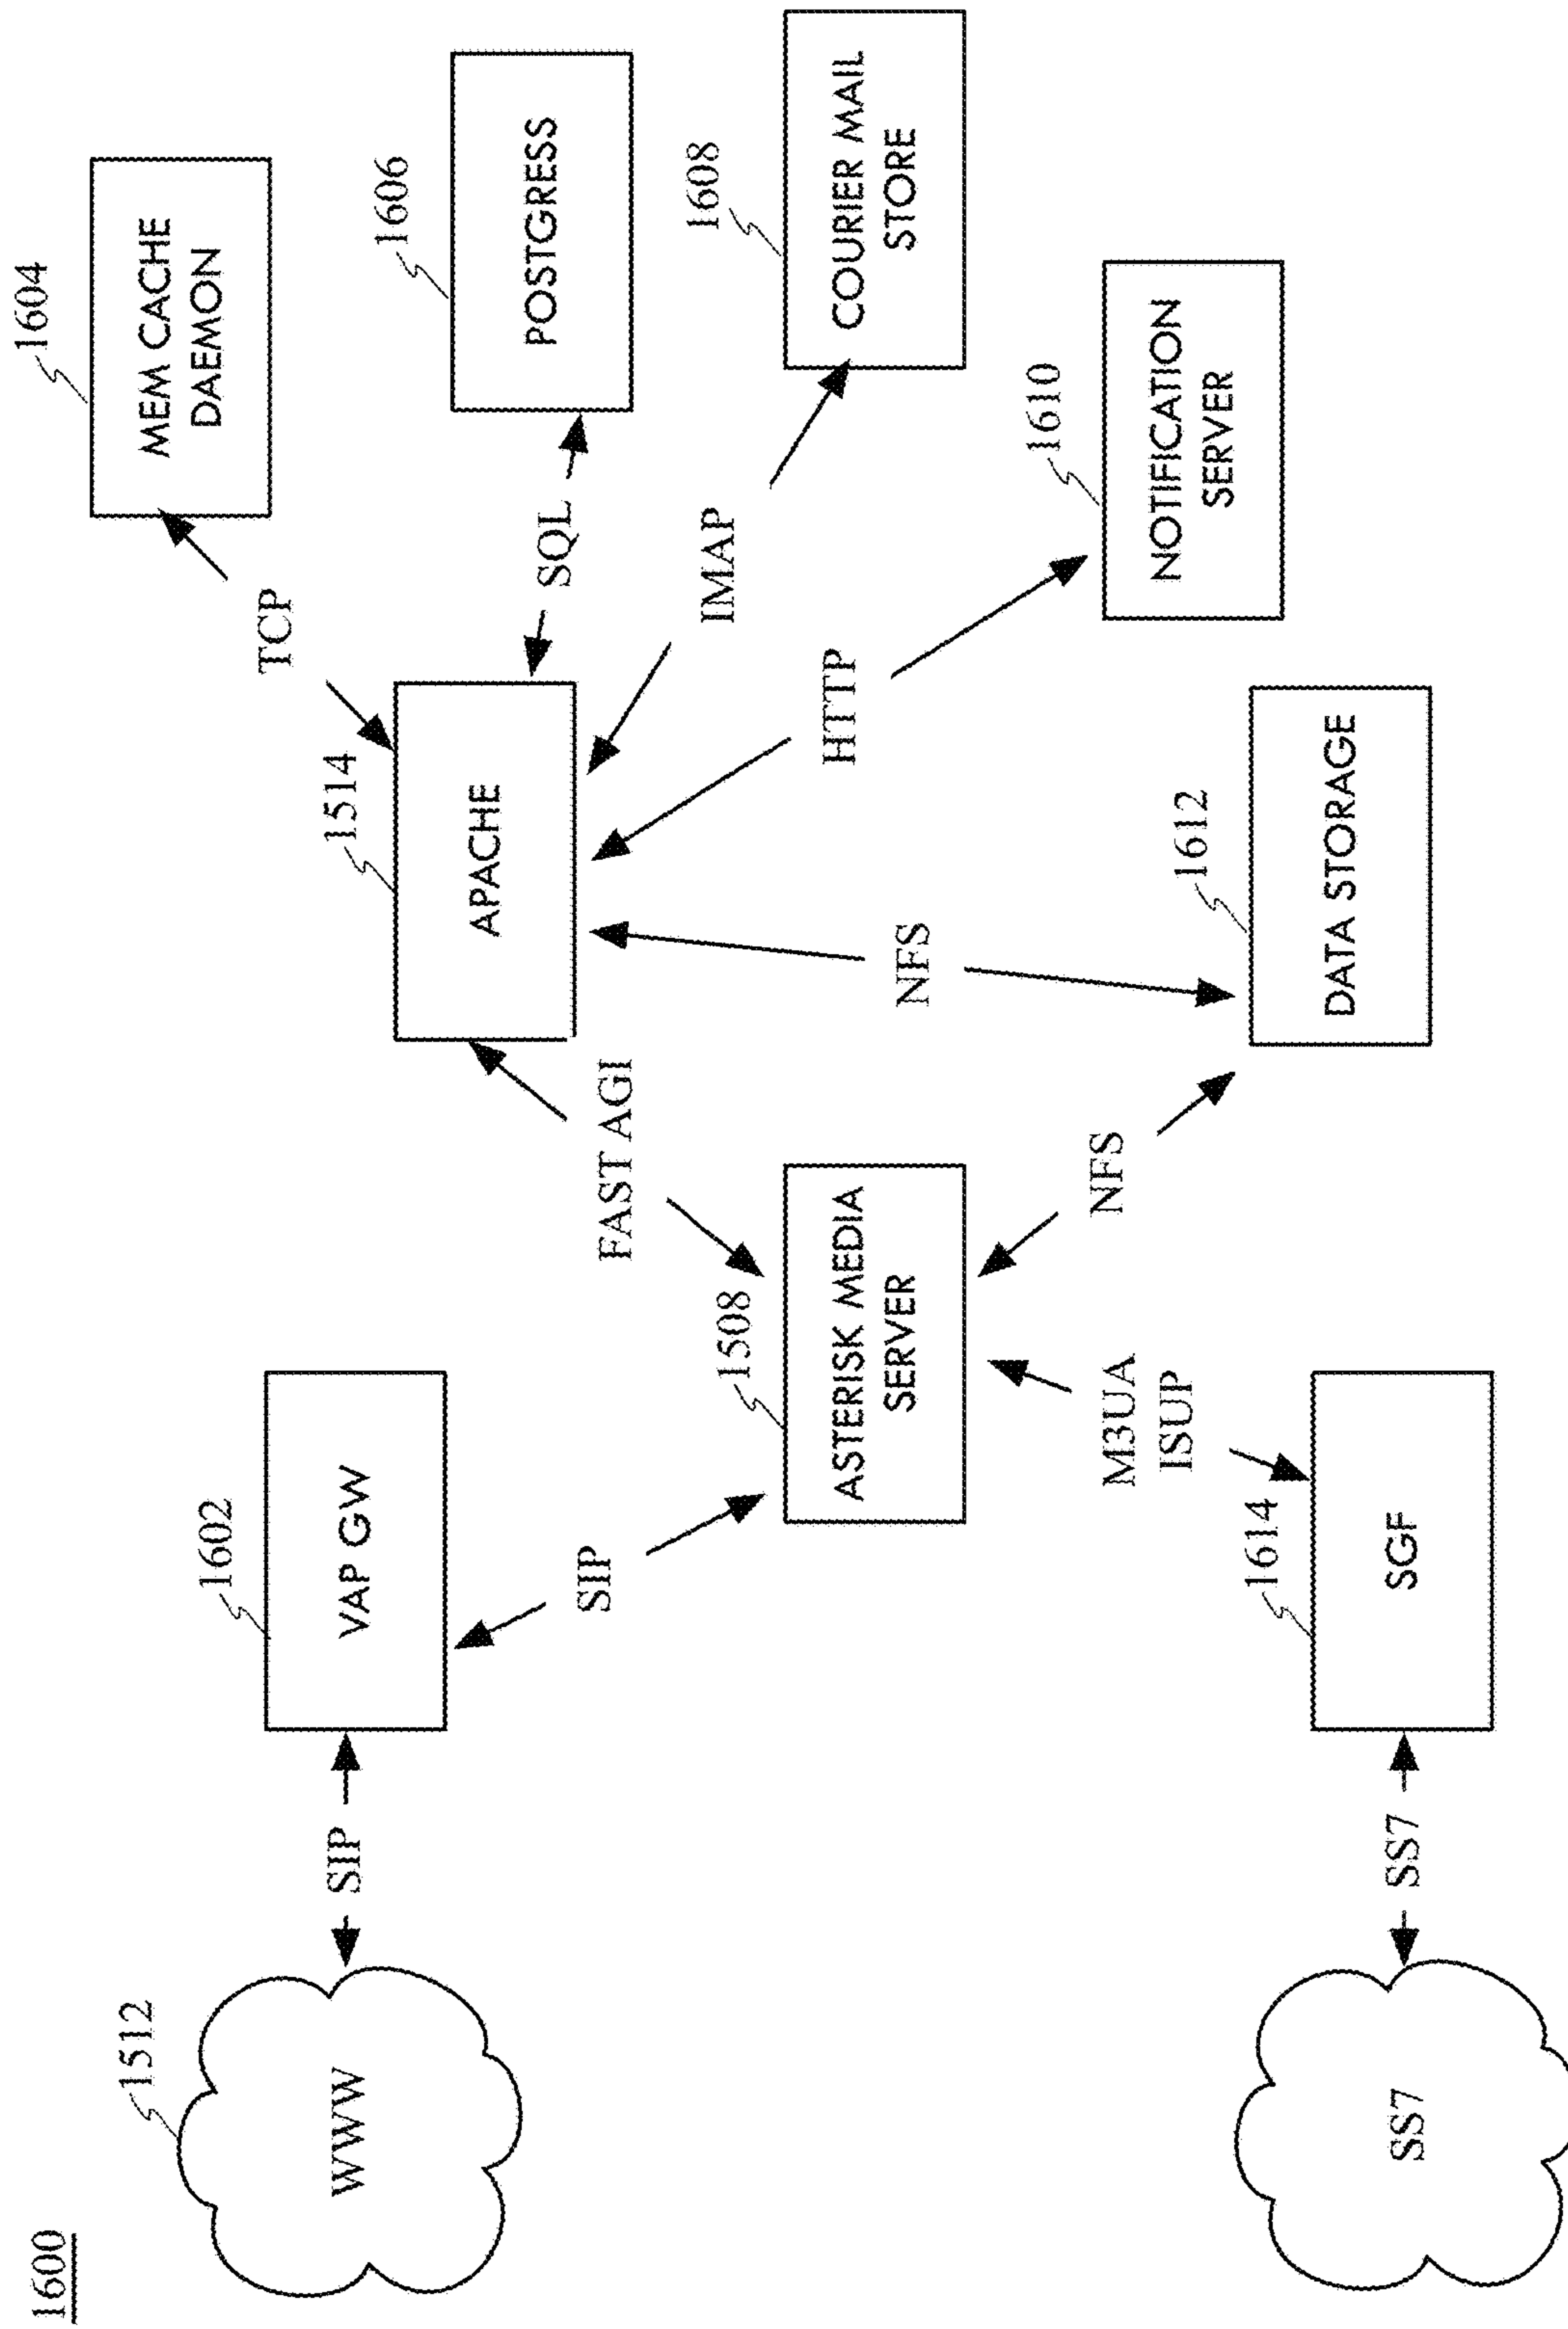 1600
1512
WWW
SIP
1602
VAP GW
SIP
1508
ASTERISK MEDIA
SERVER
FAST AGI
1514
APACHE
TCP
1604
MEM CACHE
DAEMON
SQL
1606
POSTGRESS
IMAP
1608
COURIER MAIL
STORE
HTTP
1610
NOTIFICATION
SERVER
NFS
NFS
1612
DATA STORAGE
M3UA
ISUP
1614
SGF
SS7
SS7